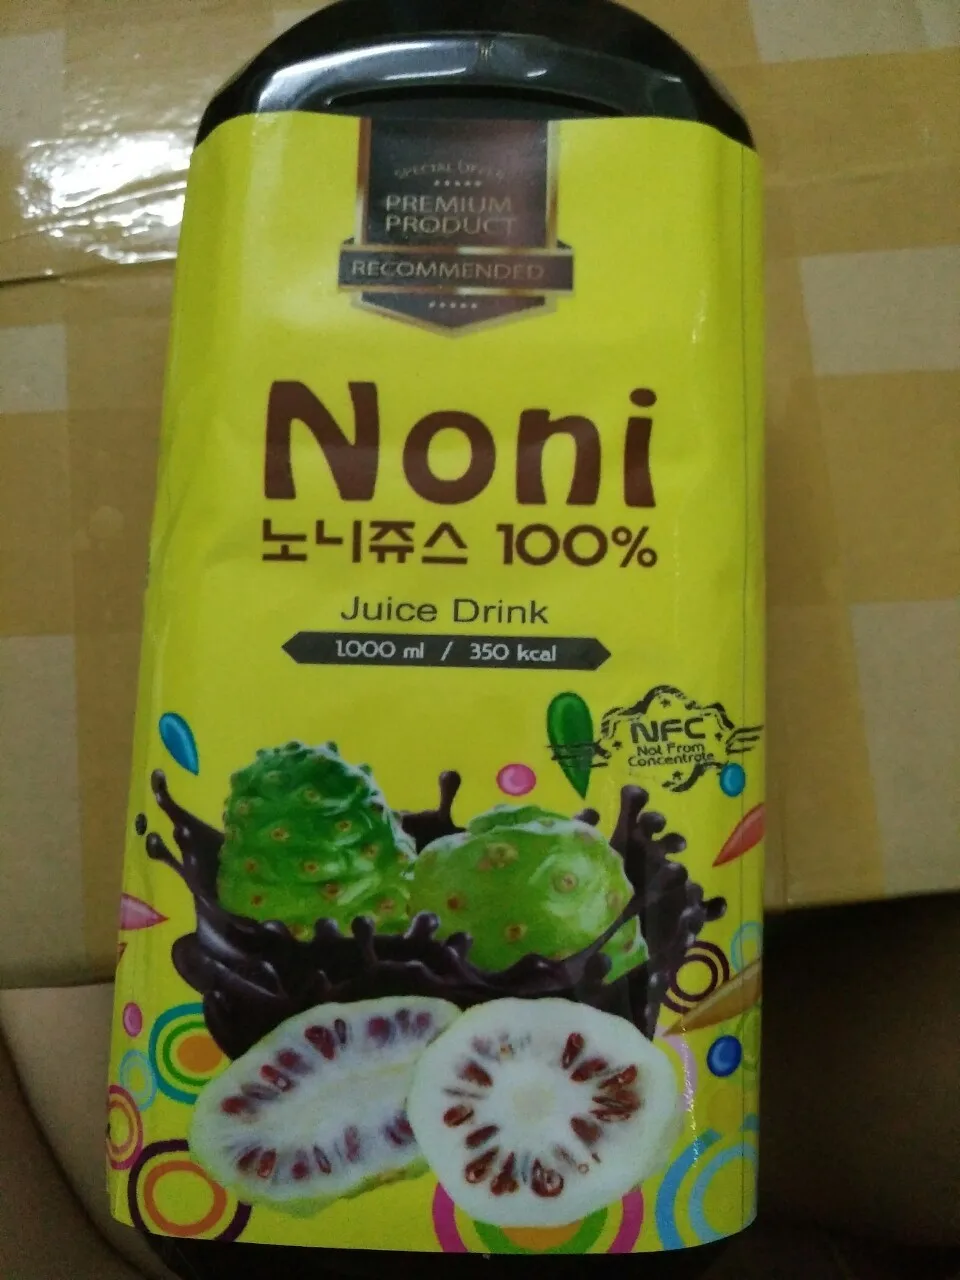 SPECIAL OFFER
PREMIUM
PRODUCT
RECOMMENDED
Noni
노니쥬스 100%
Juice Drink
1.000 ml / 350 kcal
NFC
Not From
Concentrate